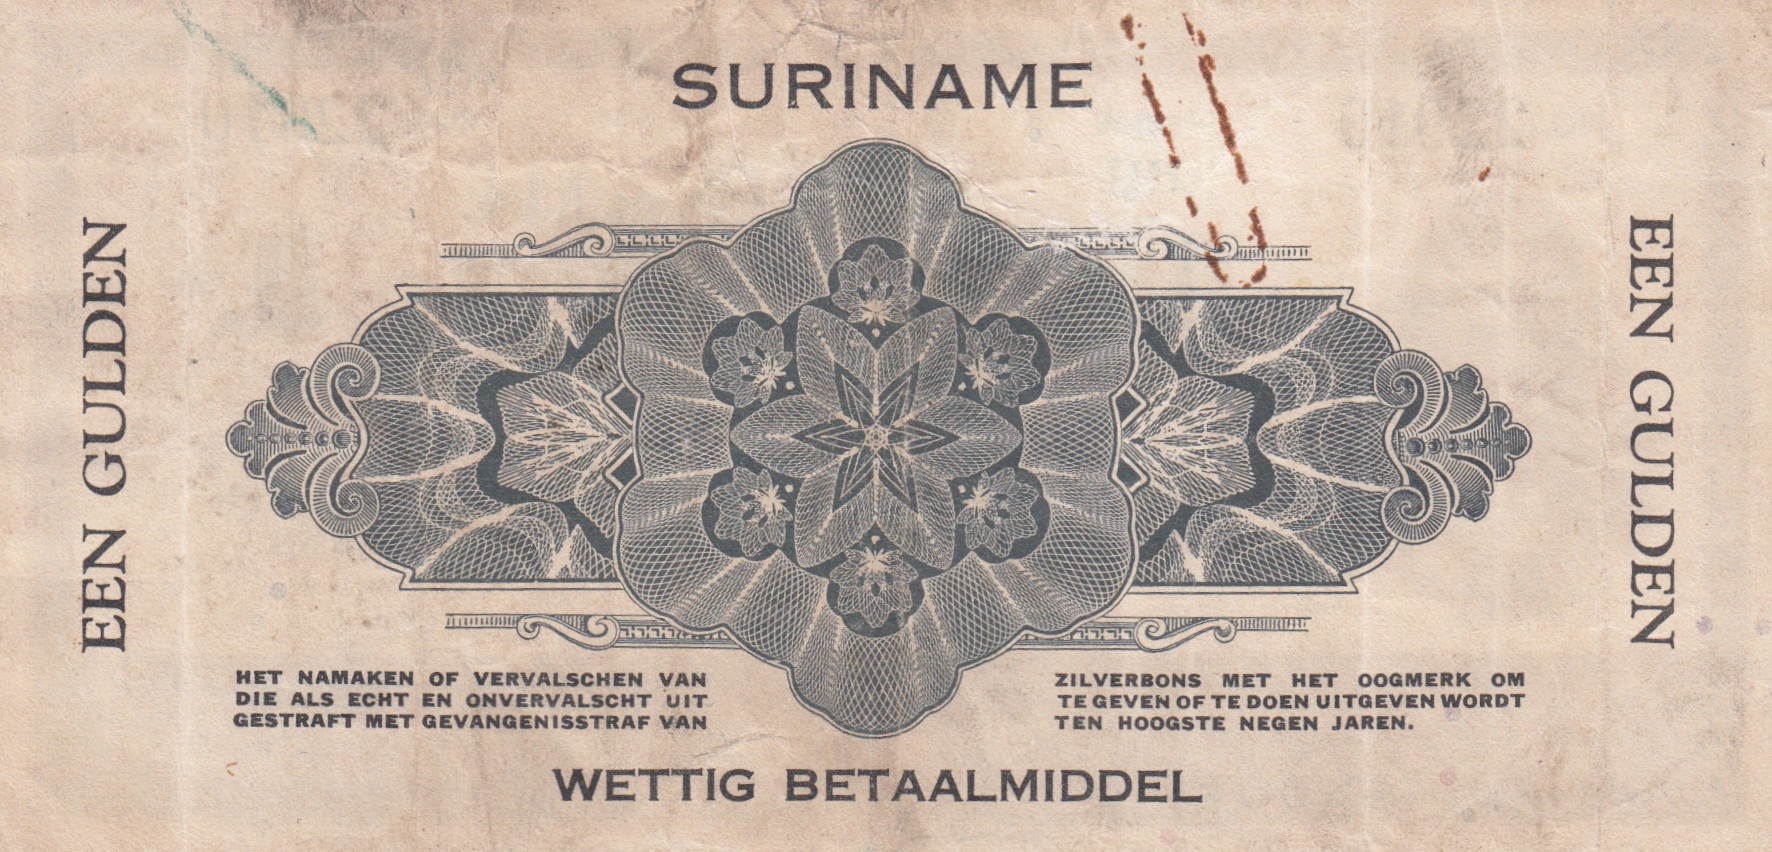 SURINAME
EEN GULDEN
EEN GULDEN
HET NAMAKEN OF VERVALSCHEN VAN
DIE ALS ECHT EN ONVERVALSCHT UIT
GESTRAFT MET GEVANGENISSTRAF VAN
ZILVERBONS MET HET OOGMERK OM
TE GEVEN OF TE DOEN UITGEVEN WORDT
TEN HOOGSTE NEGEN JAREN.
WETTIG BETAALMIDDEL